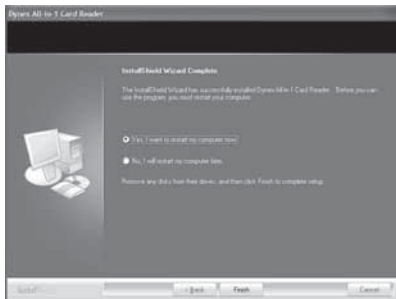 Dynex All-in-1 Card Reader
InstallShield Wizard Complete
The InstallShield Wizard has successfully installed Dynex All-in-1 Card Reader. Before you can
use the program, you must restart your computer.
Yes, I want to restart my computer now.
No, I will restart my computer later.
Remove any disks from their drives, and then click Finish to complete setup.
InstallShield
< Back
Finish
Cancel